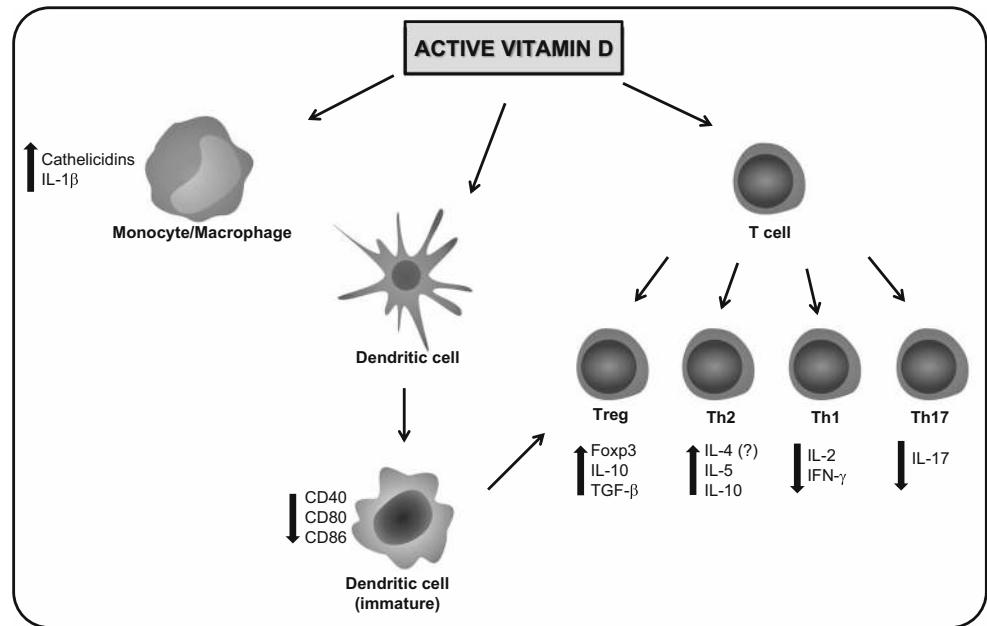 ACTIVE VITAMIN D
Cathelicidins
IL-1β
Monocyte/Macrophage
Dendritic cell
CD40
CD80
CD86
Dendritic cell
(immature)
T cell
Treg
Foxp3
IL-10
TGF-β
Th2
IL-4 (?)
IL-5
IL-10
Th1
IL-2
IFN-γ
Th17
IL-17